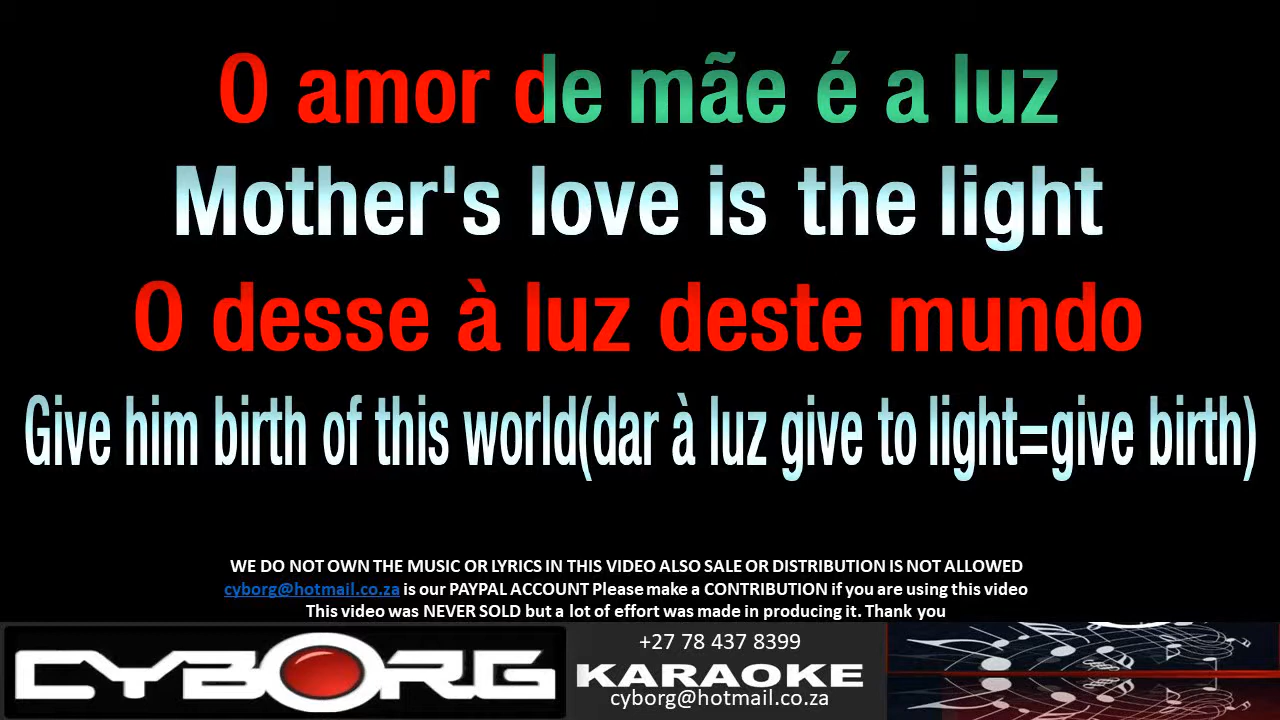 O amor de mãe é a luz
Mother's love is the light
O desse à luz deste mundo
Give him birth of this world(dar à luz give to light=give birth)
WE DO NOT OWN THE MUSIC OR LYRICS IN THIS VIDEO ALSO SALE OR DISTRIBUTION IS NOT ALLOWED
cyborg@hotmail.co.za is our PAYPAL ACCOUNT Please make a CONTRIBUTION if you are using this video
This video was NEVER SOLD but a lot of effort was made in producing it. Thank you
CYBORG
+27 78 437 8399
KARAOKE
cyborg@hotmail.co.za